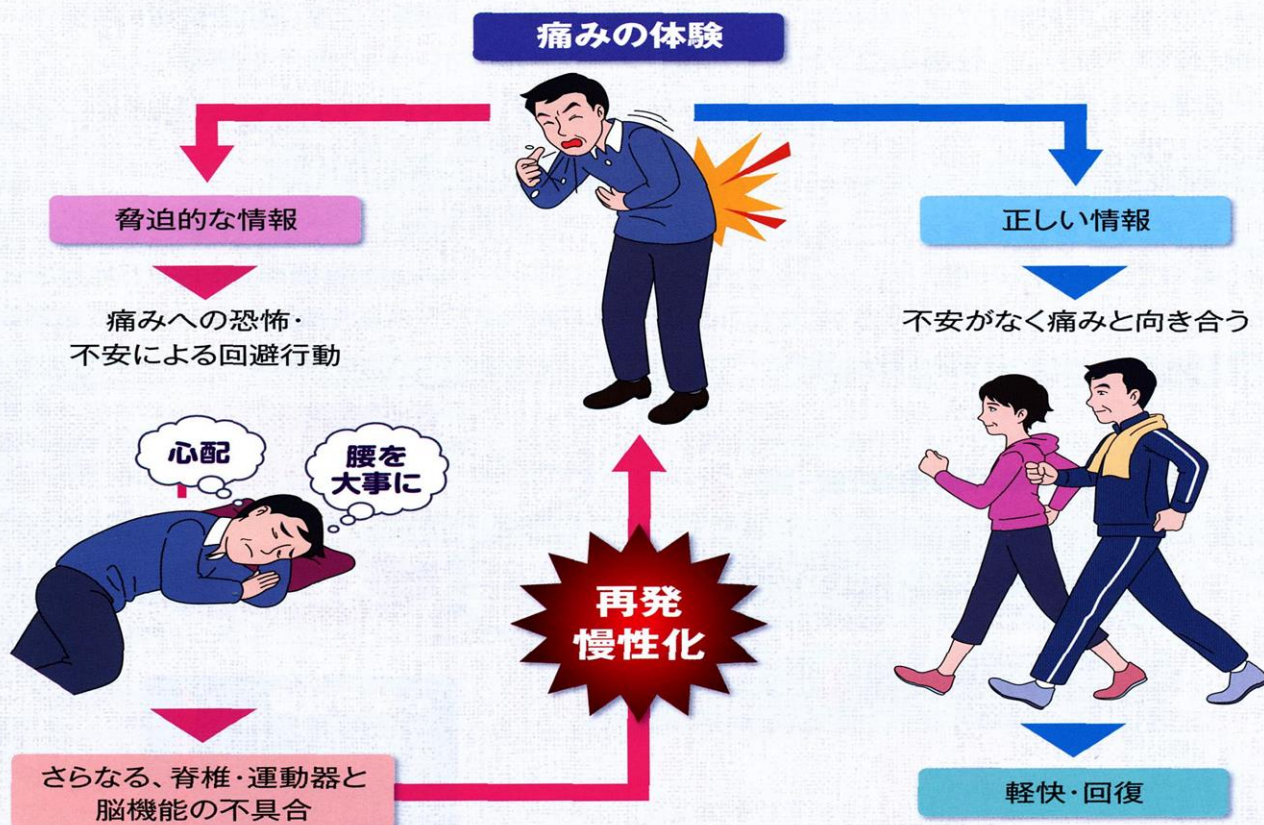 痛みの体験
脅迫的な情報
正しい情報
痛みへの恐怖・
不安による回避行動
不安がなく痛みと向き合う
心配
腰を
大事に
再発
慢性化
さらなる、脊椎・運動器と
脳機能の不具合
軽快・回復